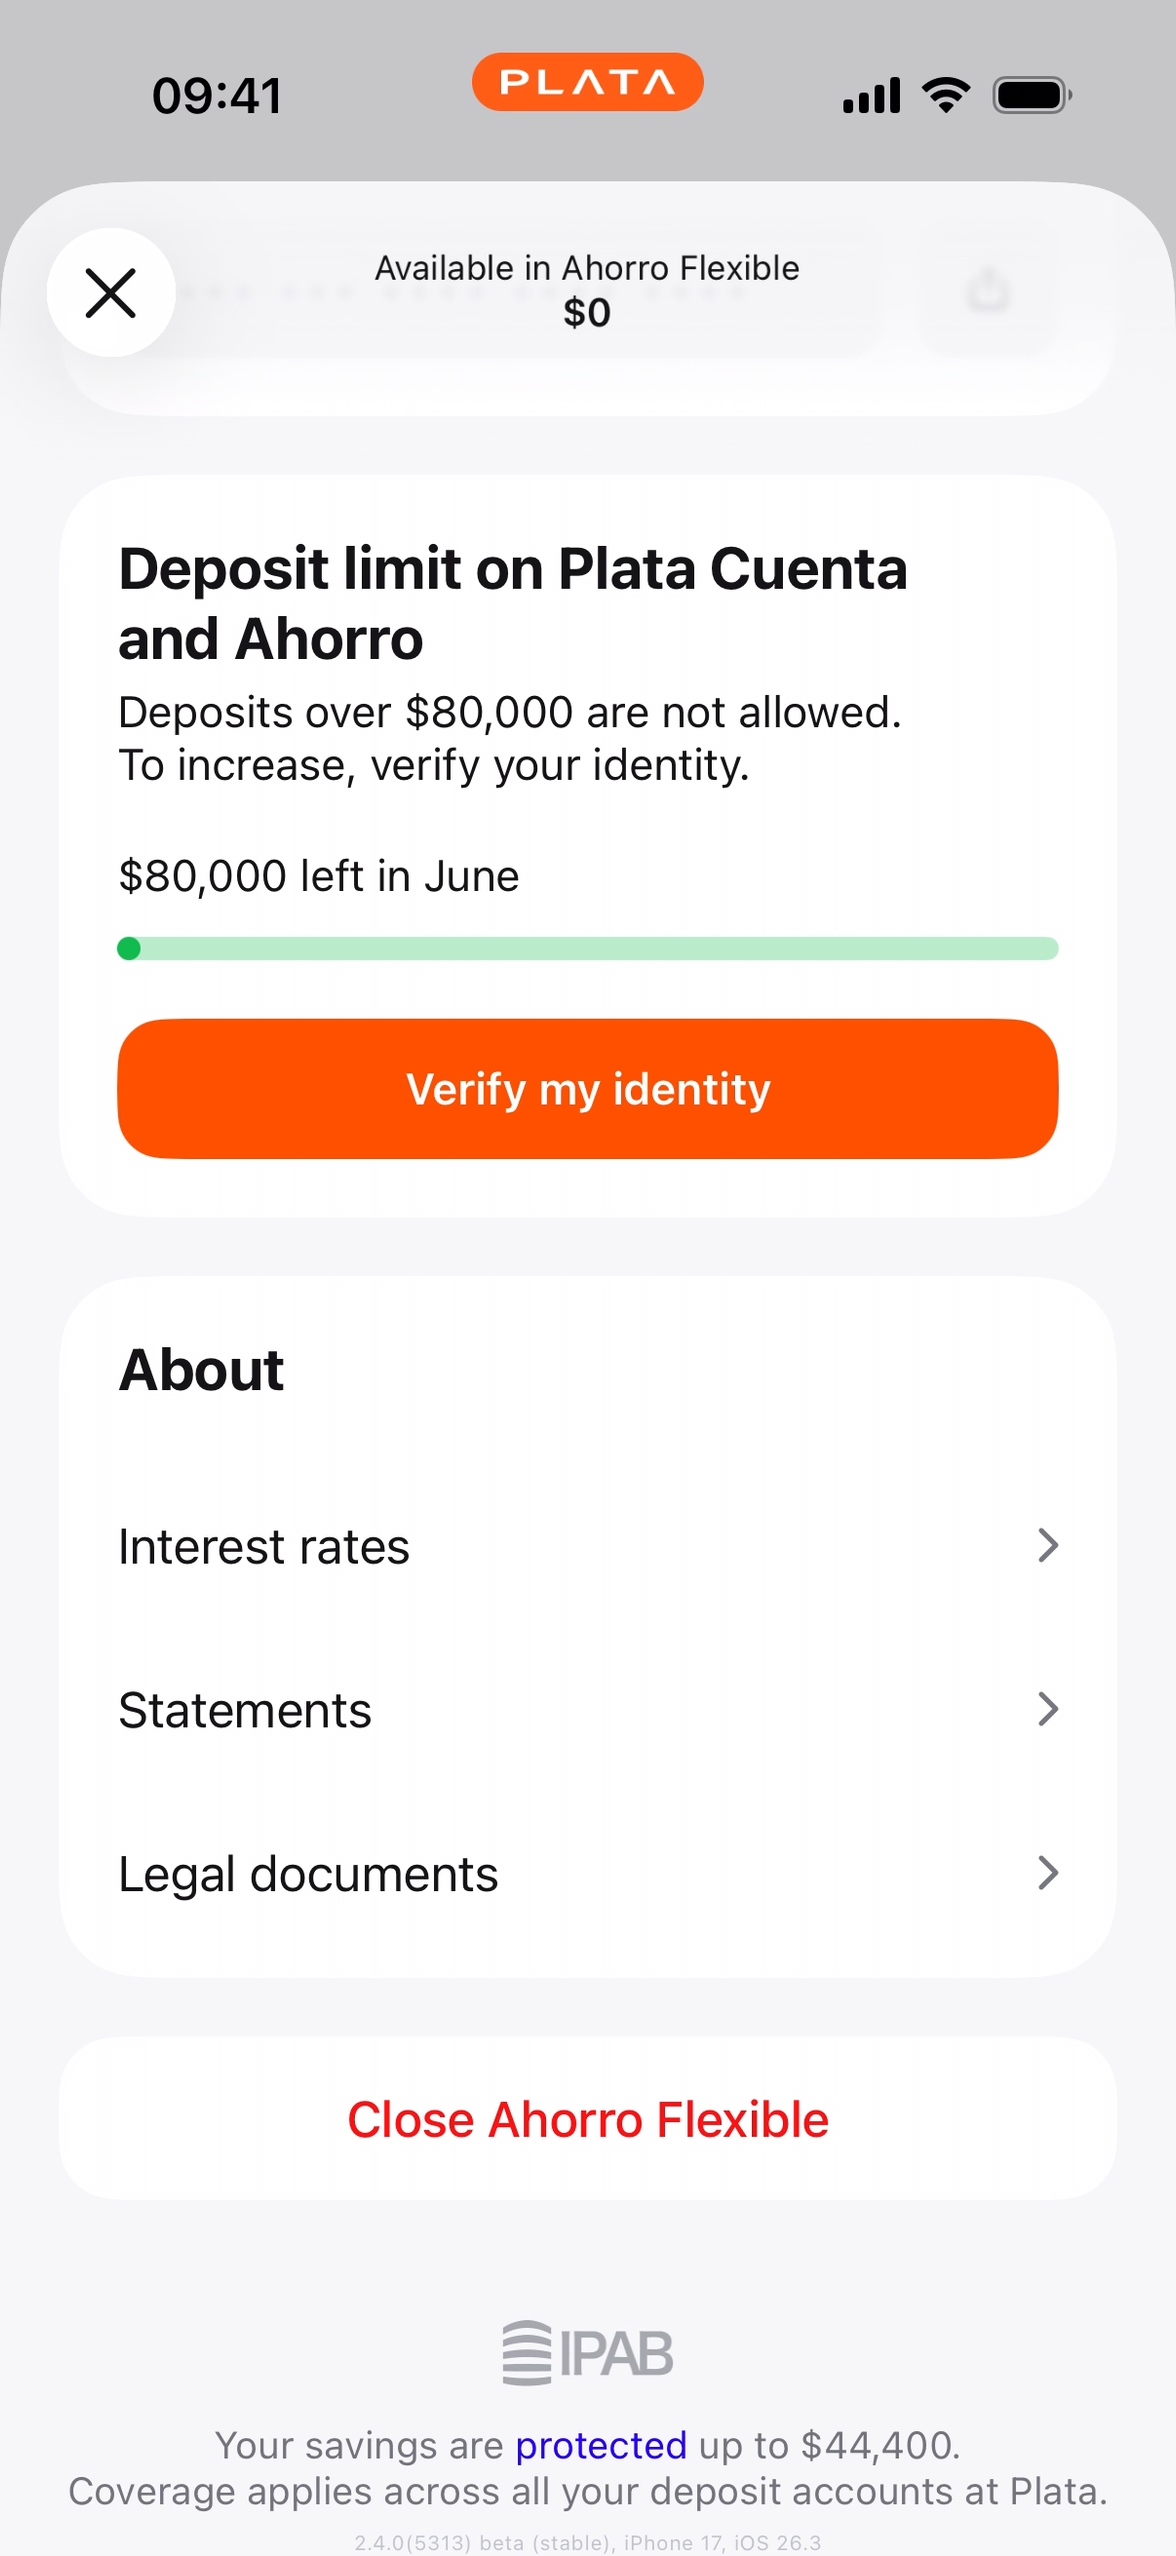 09:41
PLATA
Available in Ahorro Flexible
$0
Deposit limit on Plata Cuenta
and Ahorro
Deposits over $80,000 are not allowed.
To increase, verify your identity.
$80,000 left in June
Verify my identity
About
Interest rates
Statements
Legal documents
Close Ahorro Flexible
IPAB
Your savings are protected up to $44,400.
Coverage applies across all your deposit accounts at Plata.
2.4.0(5313) beta (stable), iPhone 17, iOS 26.3